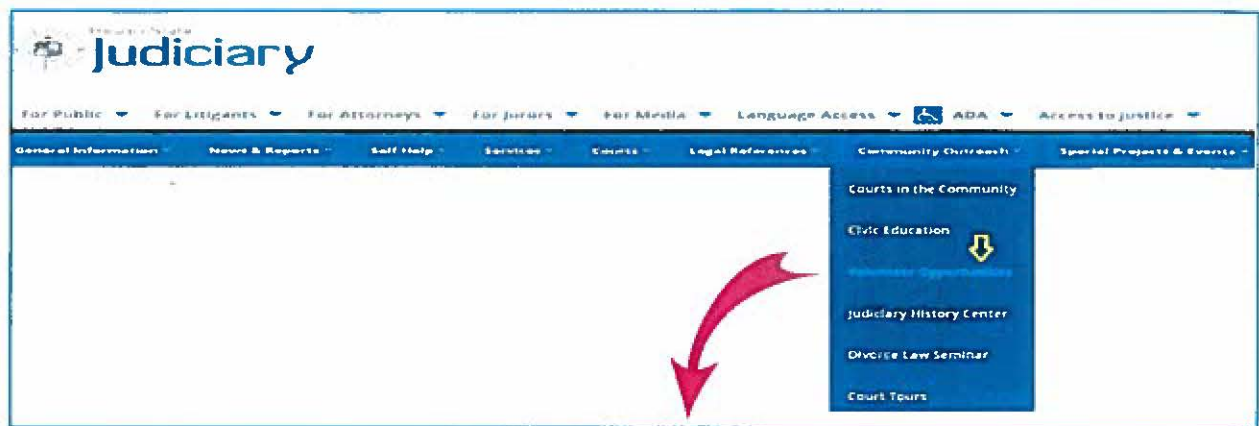 Judiciary
For Public For Litigants For Attorneys For Jurors For Media Language Access ADA Access to Justice
General Information News & Reports Self Help Services Courts Legal References Community Outreach Special Projects & Events
Courts in the Community
Civic Education
Volunteer Opportunities
Judiciary History Center
Divorce Law Seminar
Court Tours